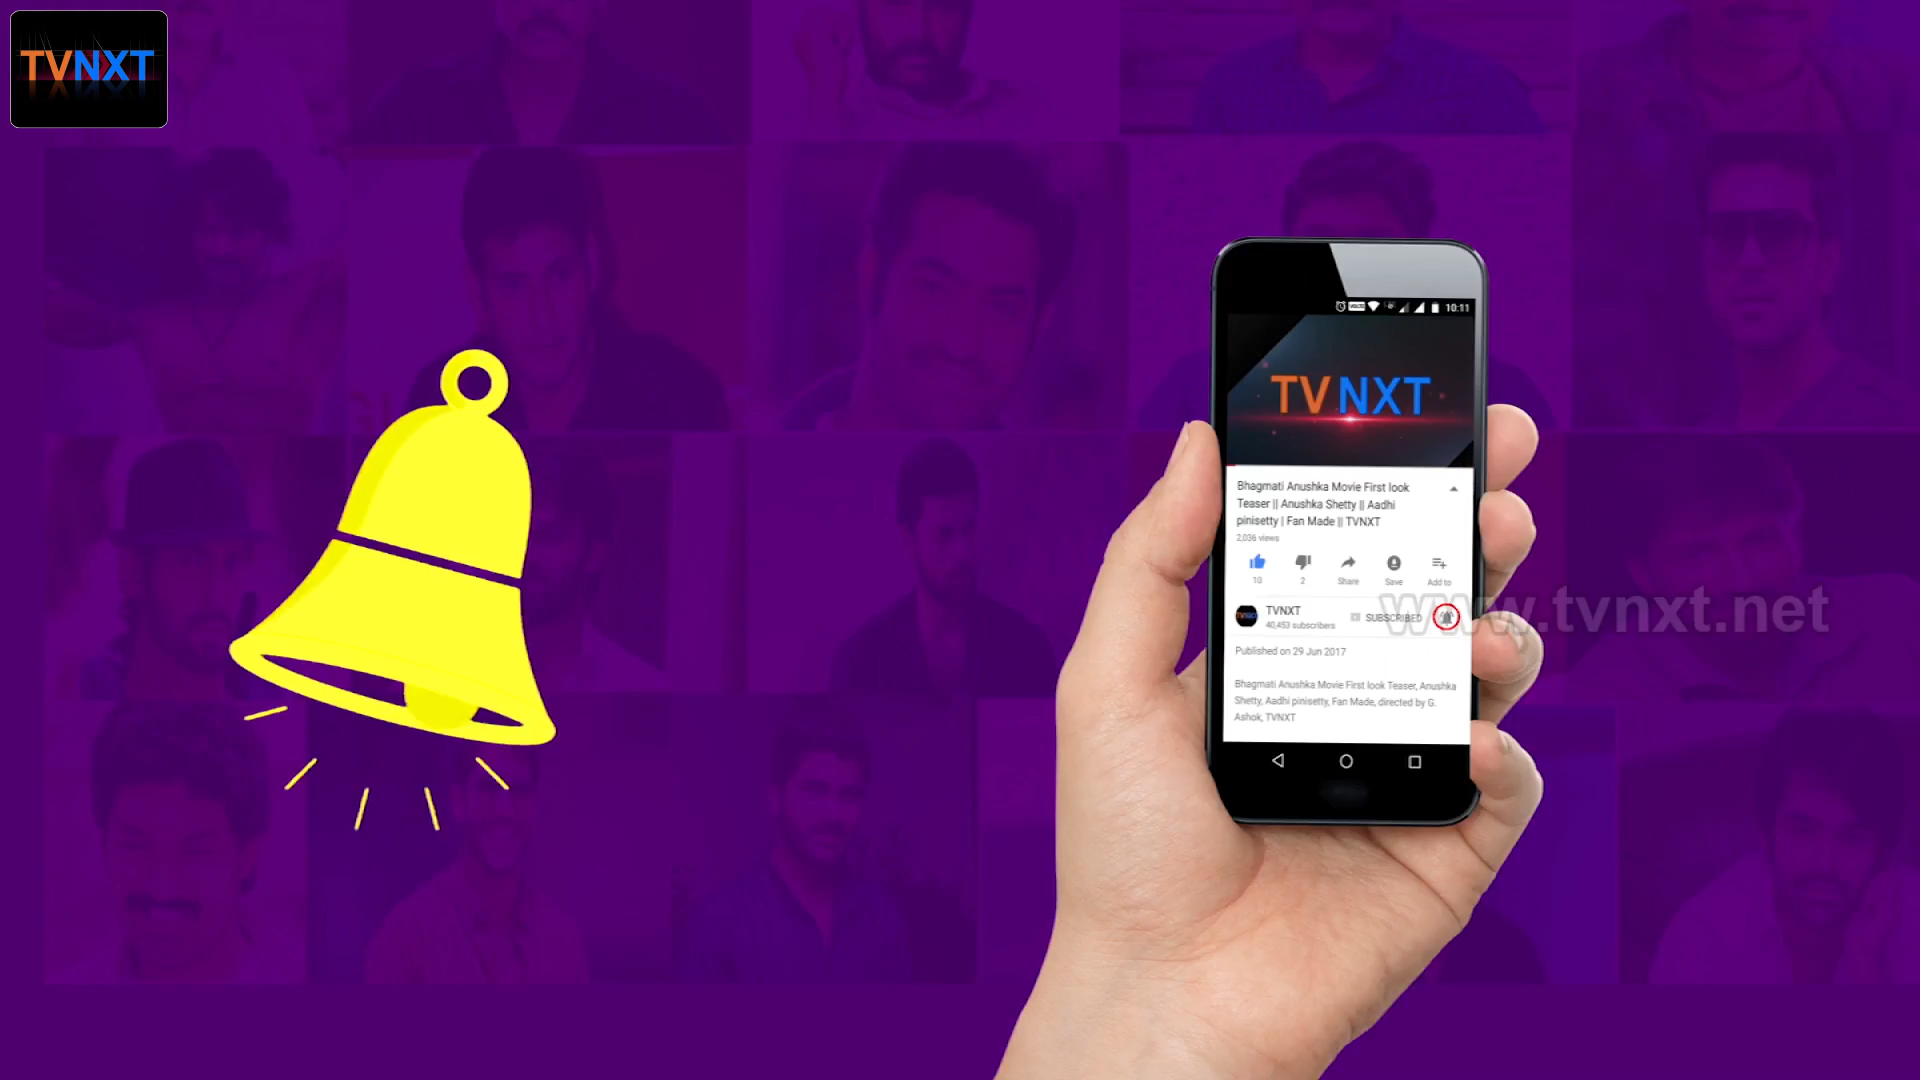 TVNXT
10:11
TVNXT
Bhagmati Anushka Movie First look
Teaser || Anushka Shetty || Aadhi
pinisetty | Fan Made || TVNXT
2,036 views
10
2
Share
Save
Add to
TVNXT
40,453 subscribers
SUBSCRIBED
www.tvnxt.net
Published on 29 Jun 2017
Bhagmati Anushka Movie First look Teaser, Anushka
Shetty, Aadhi pinisetty, Fan Made, directed by G.
Ashok, TVNXT